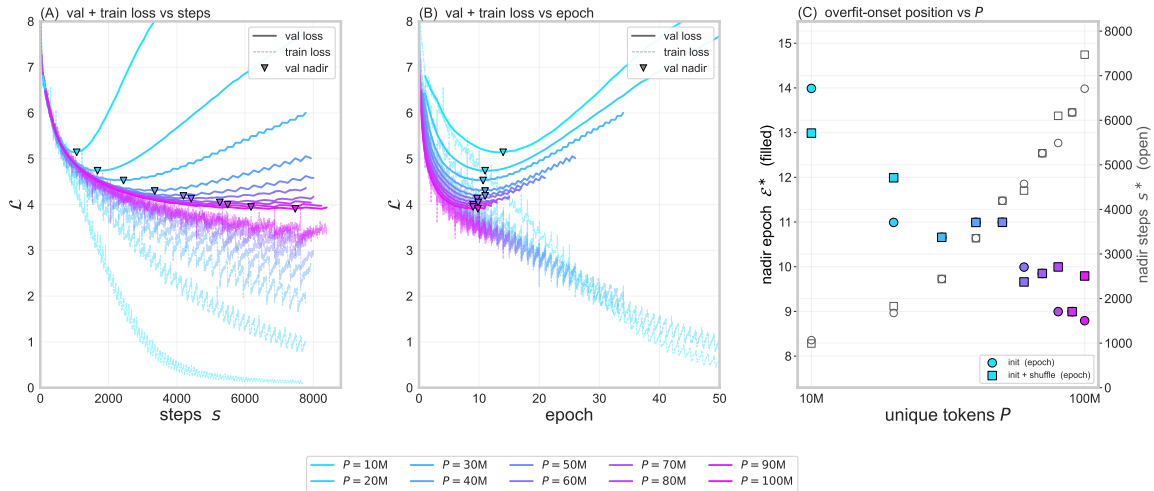 (A) val + train loss vs steps
8
7
6
5
4
3
2
1
0
ℒ
val loss
train loss
val nadir
0
2000
4000
6000
8000
steps s
(B) val + train loss vs epoch
8
7
6
5
4
3
2
1
0
ℒ
val loss
train loss
val nadir
0
10
20
30
40
50
epoch
(C) overfit-onset position vs P
15
14
13
12
11
10
9
8
nadir epoch ℰ* (filled)
8000
7000
6000
5000
4000
3000
2000
1000
0
nadir steps s* (open)
init (epoch)
init + shuffle (epoch)
10M
100M
unique tokens P
P = 10M
P = 30M
P = 50M
P = 70M
P = 90M
P = 20M
P = 40M
P = 60M
P = 80M
P = 100M